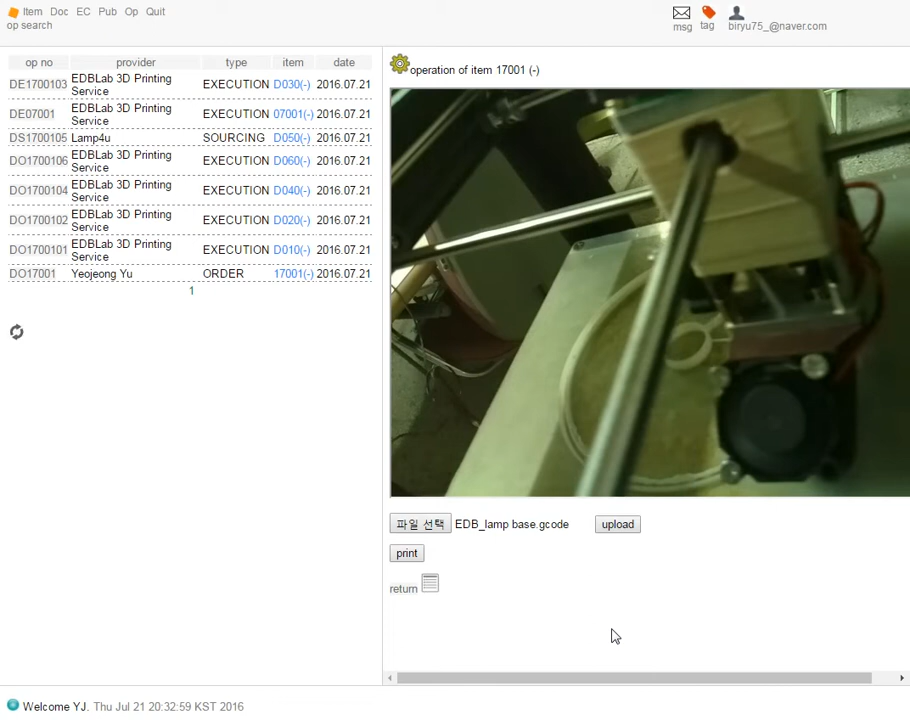 Item Doc EC Pub Op Quit
op search
msg tag biryu75_@naver.com
op no provider type item date
DE1700103 EDBLab 3D Printing Service EXECUTION D030(-) 2016.07.21
DE07001 EDBLab 3D Printing Service EXECUTION 07001(-) 2016.07.21
DS1700105 Lamp4u SOURCING D050(-) 2016.07.21
DO1700106 EDBLab 3D Printing Service EXECUTION D060(-) 2016.07.21
DO1700104 EDBLab 3D Printing Service EXECUTION D040(-) 2016.07.21
DO1700102 EDBLab 3D Printing Service EXECUTION D020(-) 2016.07.21
DO1700101 EDBLab 3D Printing Service EXECUTION D010(-) 2016.07.21
DO17001 Yeojeong Yu ORDER 17001(-) 2016.07.21
1
operation of item 17001 (-)
파일 선택 EDB_lamp base.gcode upload
print
return
Welcome YJ. Thu Jul 21 20:32:59 KST 2016